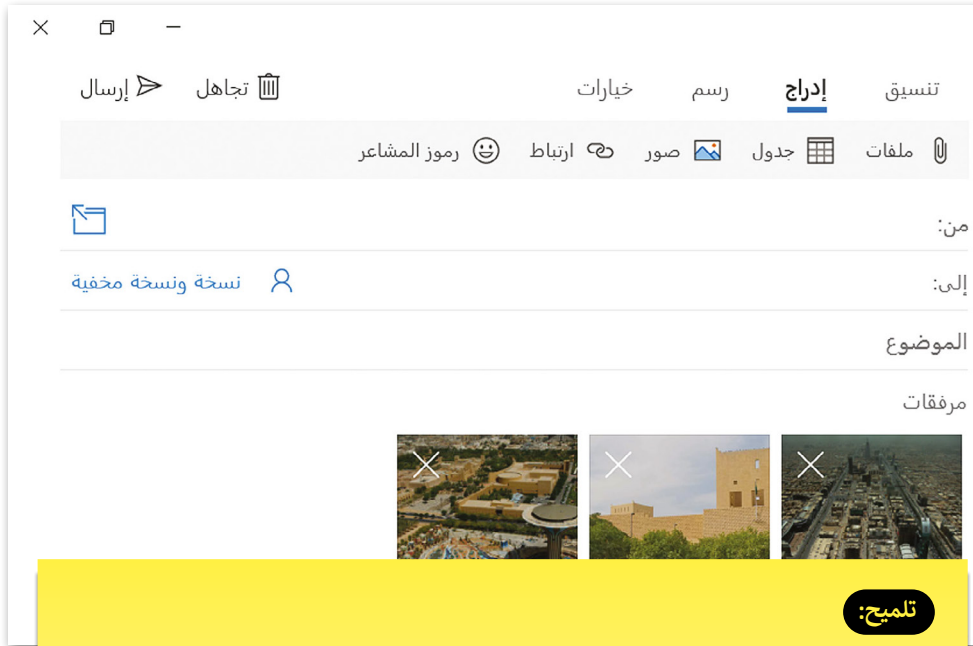 تنسيق إدراج رسم خيارات تجاهل إرسال
ملفات جدول صور ارتباط رموز المشاعر
من:
إلى: نسخة ونسخة مخفية
الموضوع
مرفقات
تلميح: